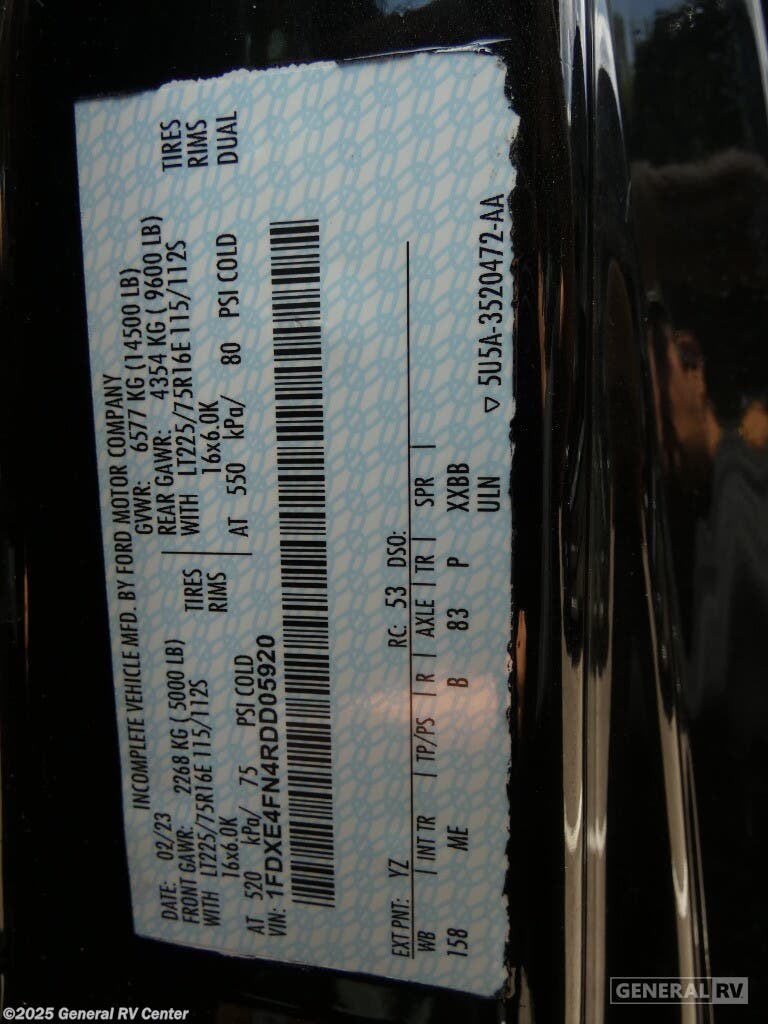 INCOMPLETE VEHICLE MFD. BY FORD MOTOR COMPANY
DATE: 02/23 GVWR: 6577 KG (14500 LB)
FRONT GAWR: 2268 KG ( 5000 LB) REAR GAWR: 4354 KG ( 9600 LB)
WITH LT225/75R16E 115/112S TIRES WITH LT225/75R16E 115/112S TIRES
16x6.0K RIMS 16x6.0K RIMS
AT 520 kPa/ 75 PSI COLD AT 550 kPa/ 80 PSI COLD DUAL
VIN: 1FDXE4FN4RDD05920
EXT PNT: YZ RC: 53 DSO:
WB INT TR TP/PS R AXLE TR SPR
158 ME B 83 P XXBB
ULN ▽ 5U5A-3520472-AA
©2025 General RV Center
GENERAL RV